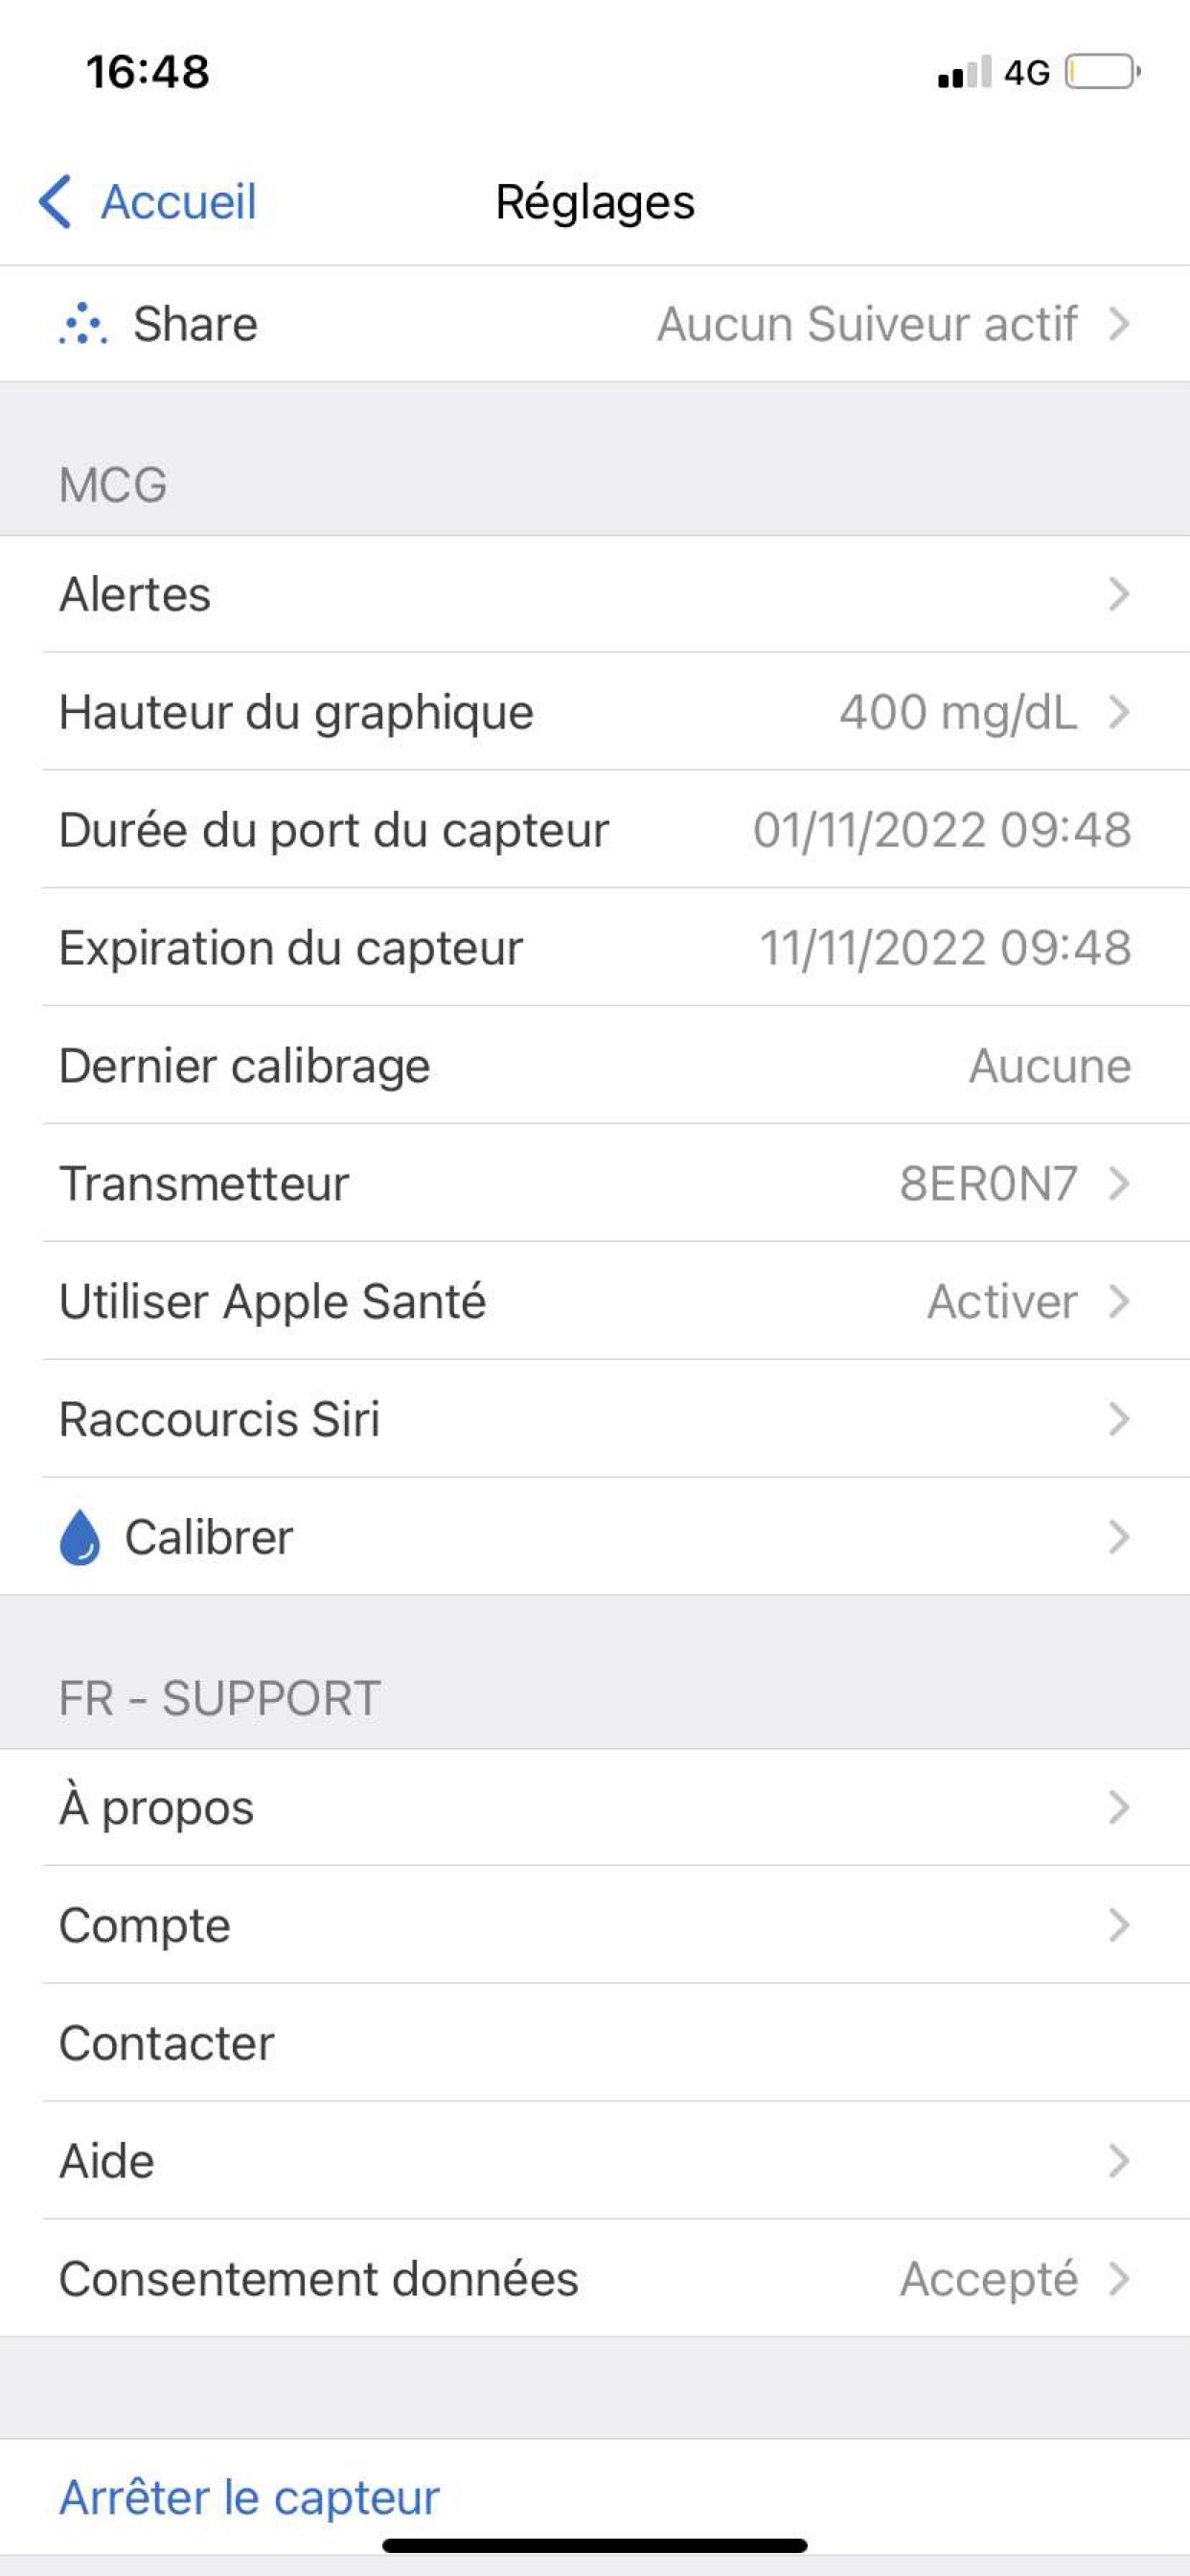 16:48 4G
Accueil Réglages
Share Aucun Suiveur actif
MCG
Alertes
Hauteur du graphique 400 mg/dL
Durée du port du capteur 01/11/2022 09:48
Expiration du capteur 11/11/2022 09:48
Dernier calibrage Aucune
Transmetteur 8ER0N7
Utiliser Apple Santé Activer
Raccourcis Siri
Calibrer
FR - SUPPORT
À propos
Compte
Contacter
Aide
Consentement données Accepté
Arrêter le capteur